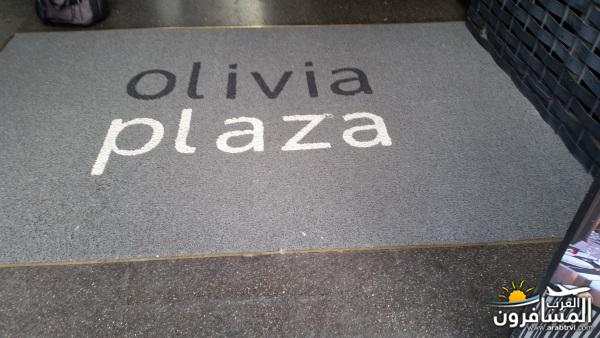 olivia
plaza
العرب
المسافرون
www.arabtrvl.com